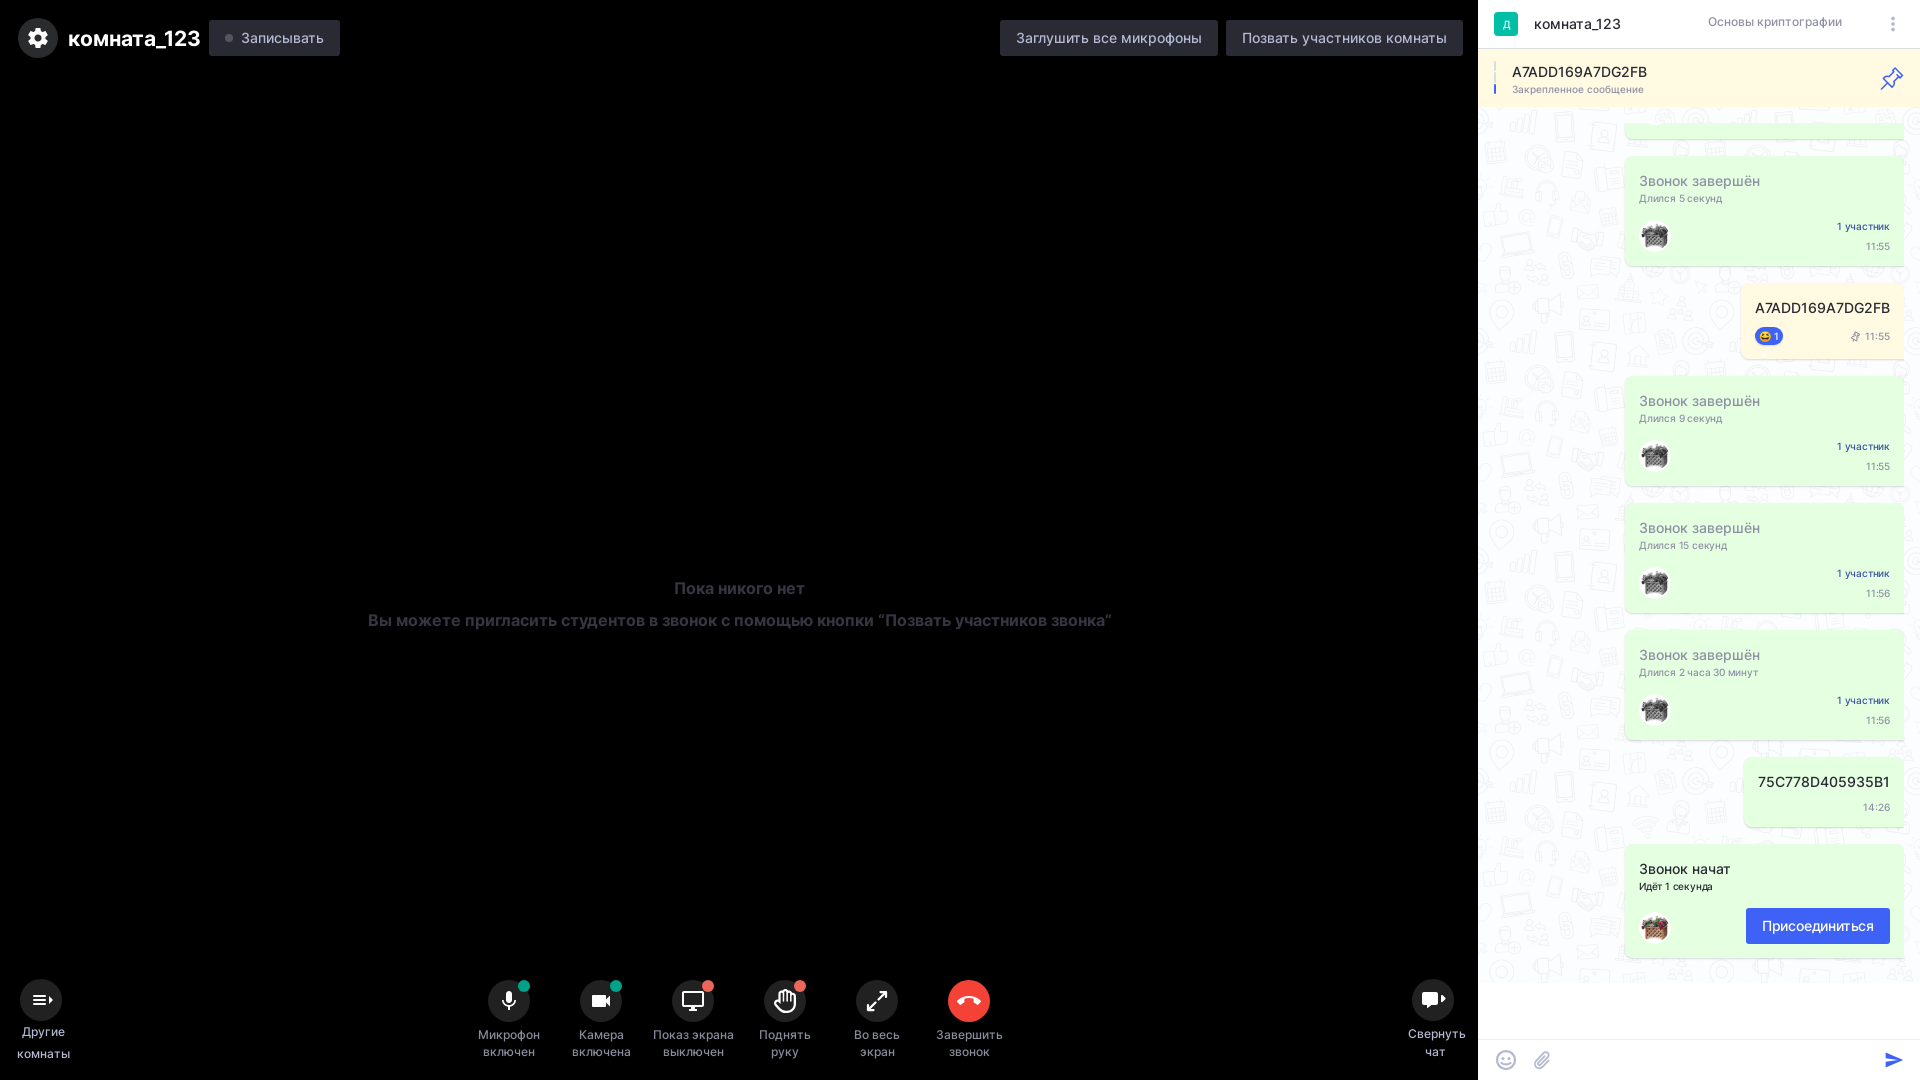 комната_123
Записывать
Заглушить все микрофоны
Позвать участников комнаты
Пока никого нет
Вы можете пригласить студентов в звонок с помощью кнопки “Позвать участников звонка”
Другие
комнаты
Микрофон
включен
Камера
включена
Показ экрана
выключен
Поднять
руку
Во весь
экран
Завершить
звонок
Свернуть
чат
Д
комната_123
Основы криптографии
A7ADD169A7DG2FB
Закрепленное сообщение
Звонок завершён
Длился 5 секунд
1 участник
11:55
A7ADD169A7DG2FB
1
11:55
Звонок завершён
Длился 9 секунд
1 участник
11:55
Звонок завершён
Длился 15 секунд
1 участник
11:56
Звонок завершён
Длился 2 часа 30 минут
1 участник
11:56
75C778D405935B1
14:26
Звонок начат
Идёт 1 секунда
Присоединиться